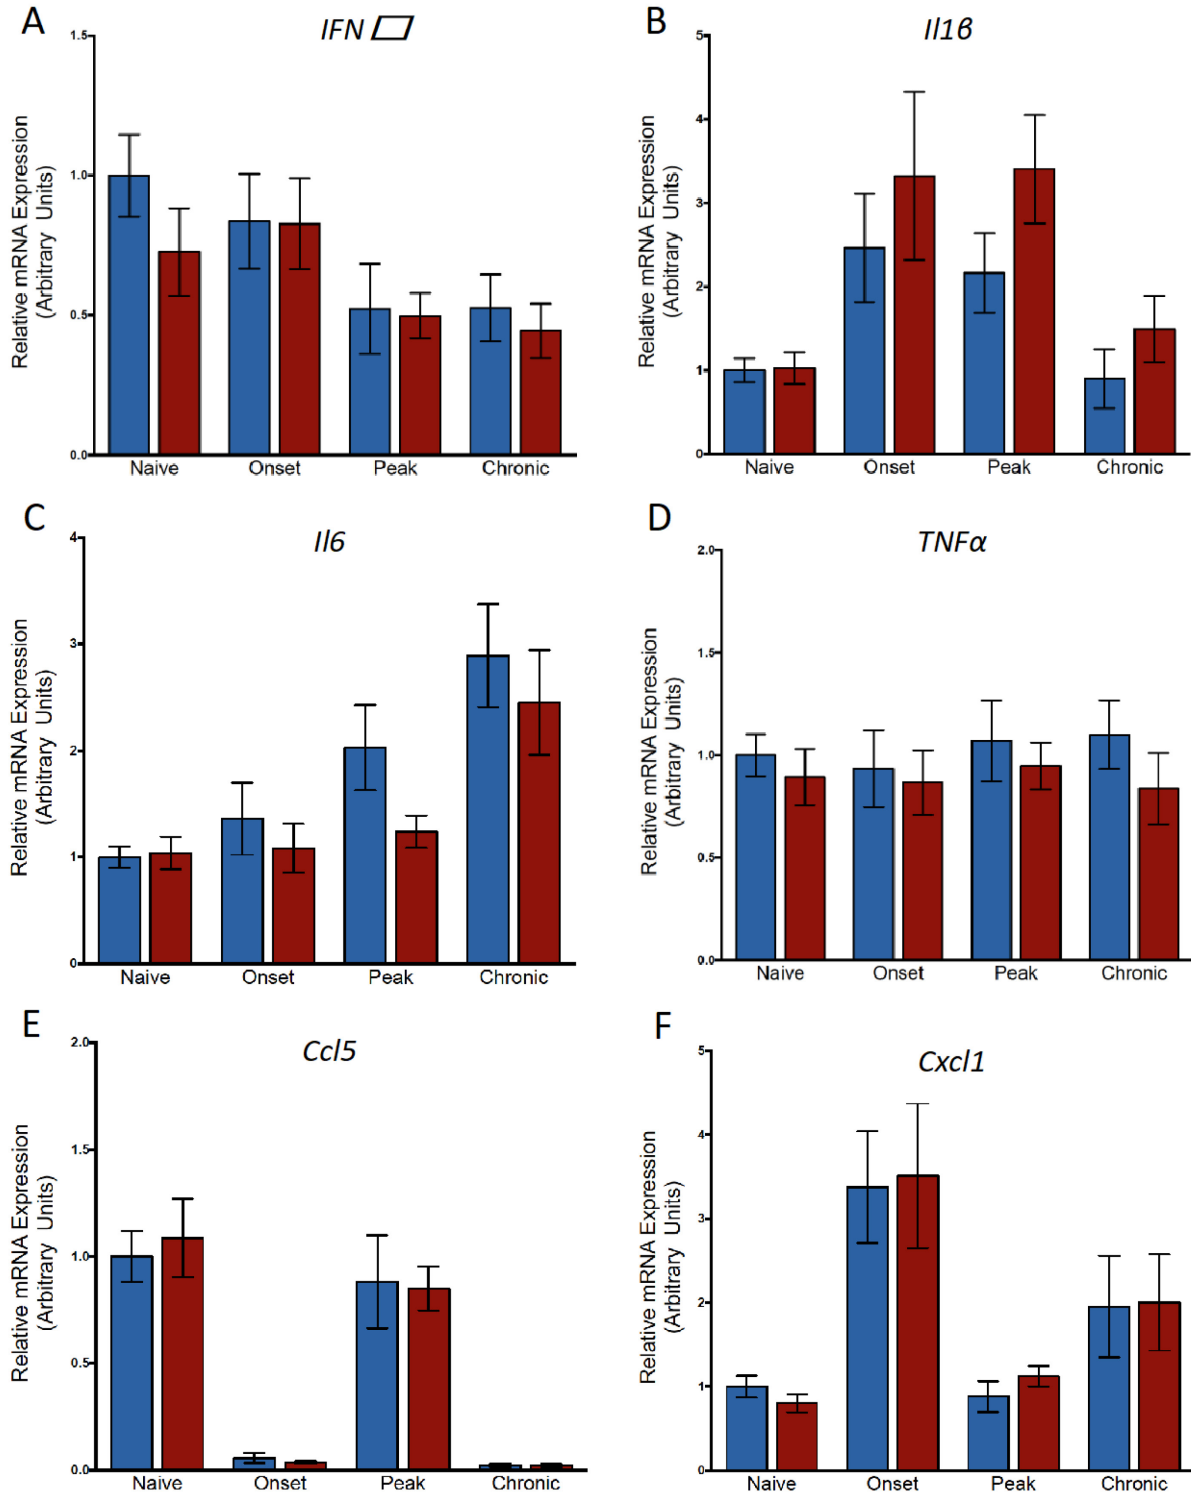 A
IFN
Relative mRNA Expression
(Arbitrary Units)
1.5
1.0
0.5
0.0
Naive Onset Peak Chronic
B
Il1β
Relative mRNA Expression
(Arbitrary Units)
5
4
3
2
1
0
Naive Onset Peak Chronic
C
Il6
Relative mRNA Expression
(Arbitrary Units)
4
3
2
1
0
Naive Onset Peak Chronic
D
TNFα
Relative mRNA Expression
(Arbitrary Units)
2.0
1.5
1.0
0.5
0.0
Naive Onset Peak Chronic
E
Ccl5
Relative mRNA Expression
(Arbitrary Units)
2.0
1.5
1.0
0.5
0.0
Naive Onset Peak Chronic
F
Cxcl1
Relative mRNA Expression
(Arbitrary Units)
5
4
3
2
1
0
Naive Onset Peak Chronic